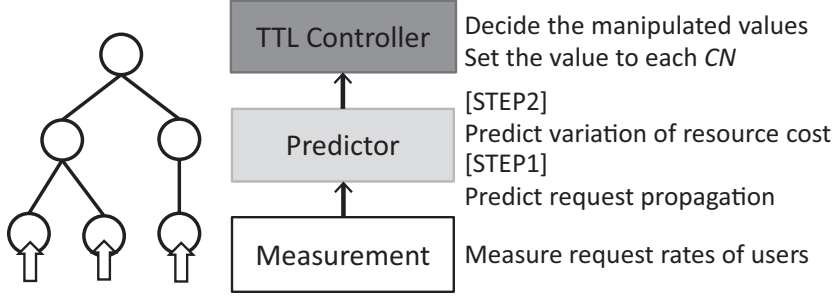 TTL Controller
Decide the manipulated values
Set the value to each CN
Predictor
[STEP2]
Predict variation of resource cost
[STEP1]
Predict request propagation
Measurement
Measure request rates of users